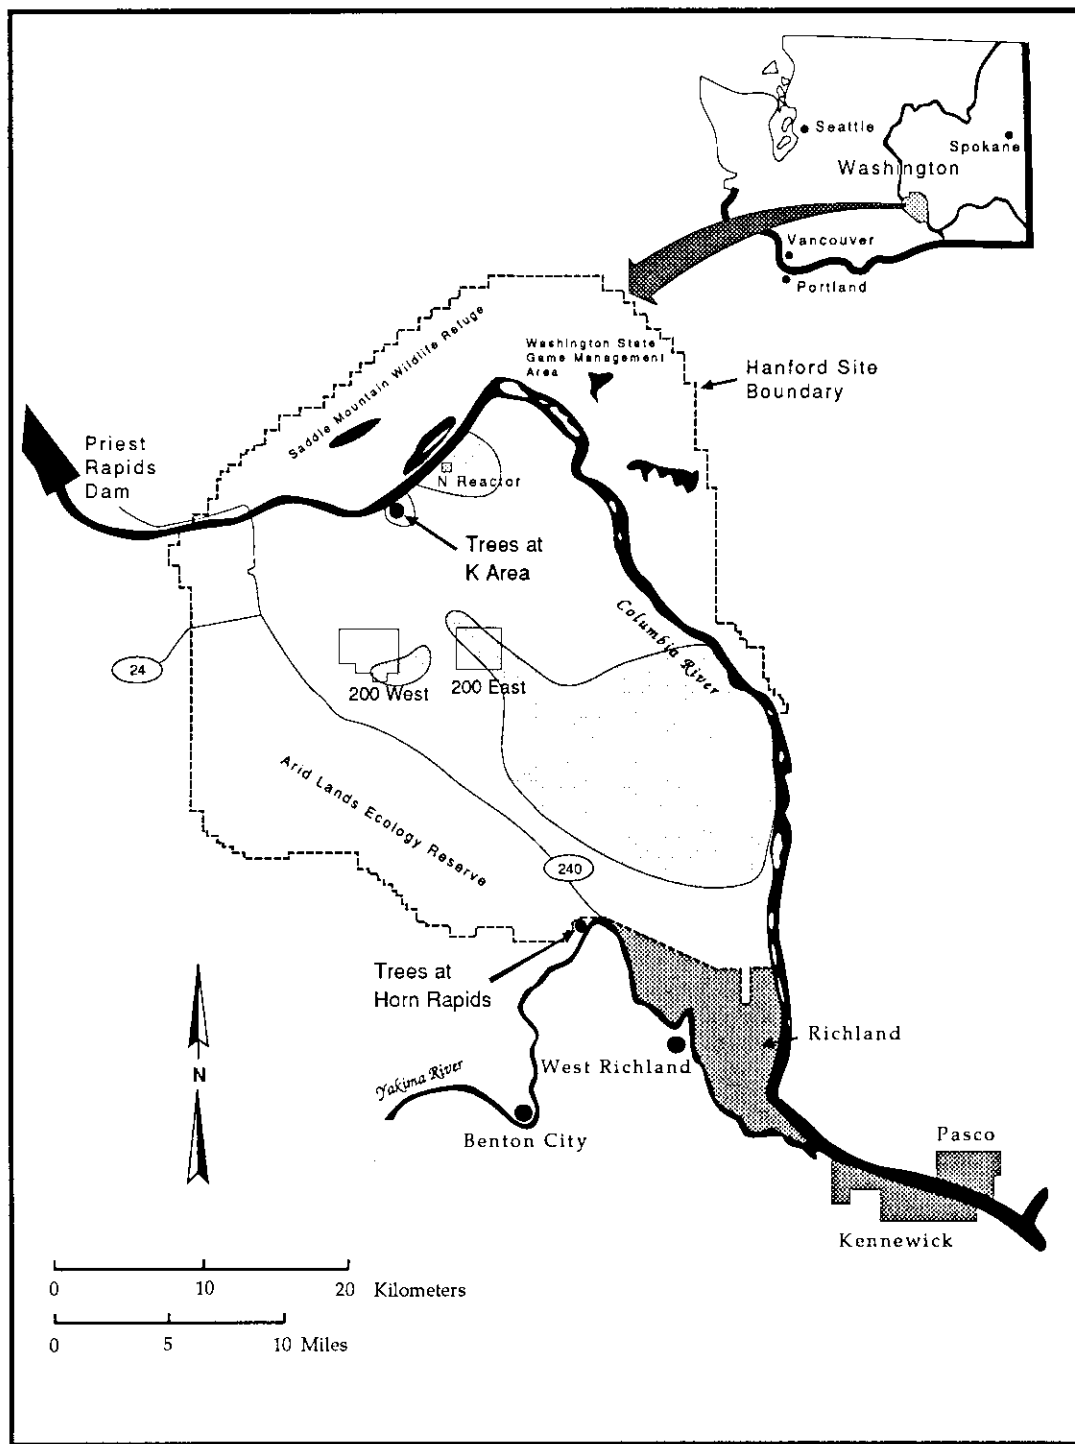 Seattle
Spokane
Washington
Vancouver
Portland
Saddle Mountain Wildlife Refuge
Washington State
Game Management
Area
Hanford Site
Boundary
Priest
Rapids
Dam
N Reactor
Trees at
K Area
Columbia River
24
200 West
200 East
Arid Lands Ecology Reserve
240
Trees at
Horn Rapids
Richland
West Richland
Yakima River
Benton City
N
Pasco
Kennewick
0 10 20 Kilometers
0 5 10 Miles